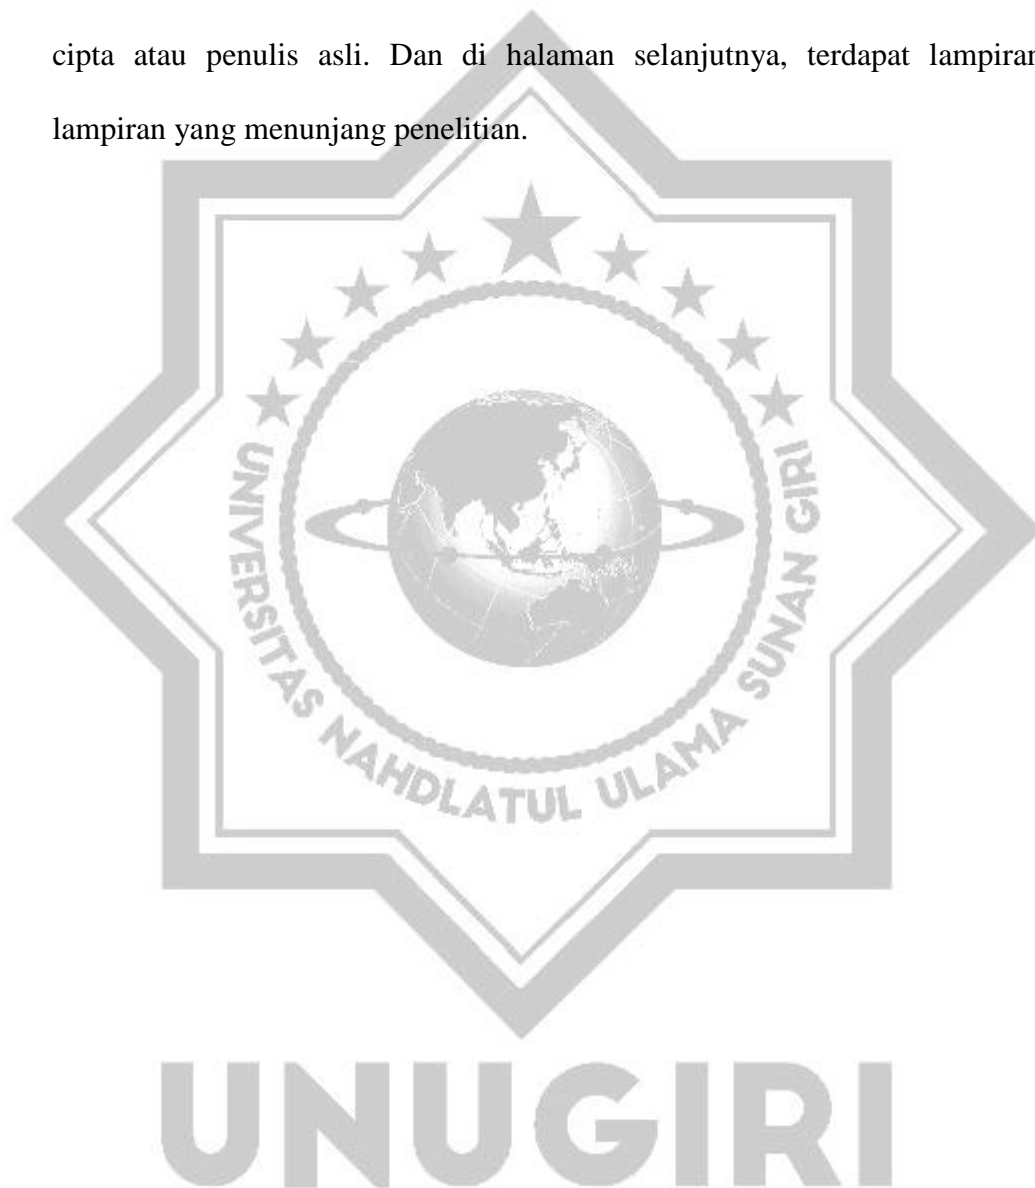 cipta atau penulis asli. Dan di halaman selanjutnya, terdapat lampiran
lampiran yang menunjang penelitian.
UNIVERSITAS NAHDLATUL ULAMA SUNAN GIRI
UNUGIRI